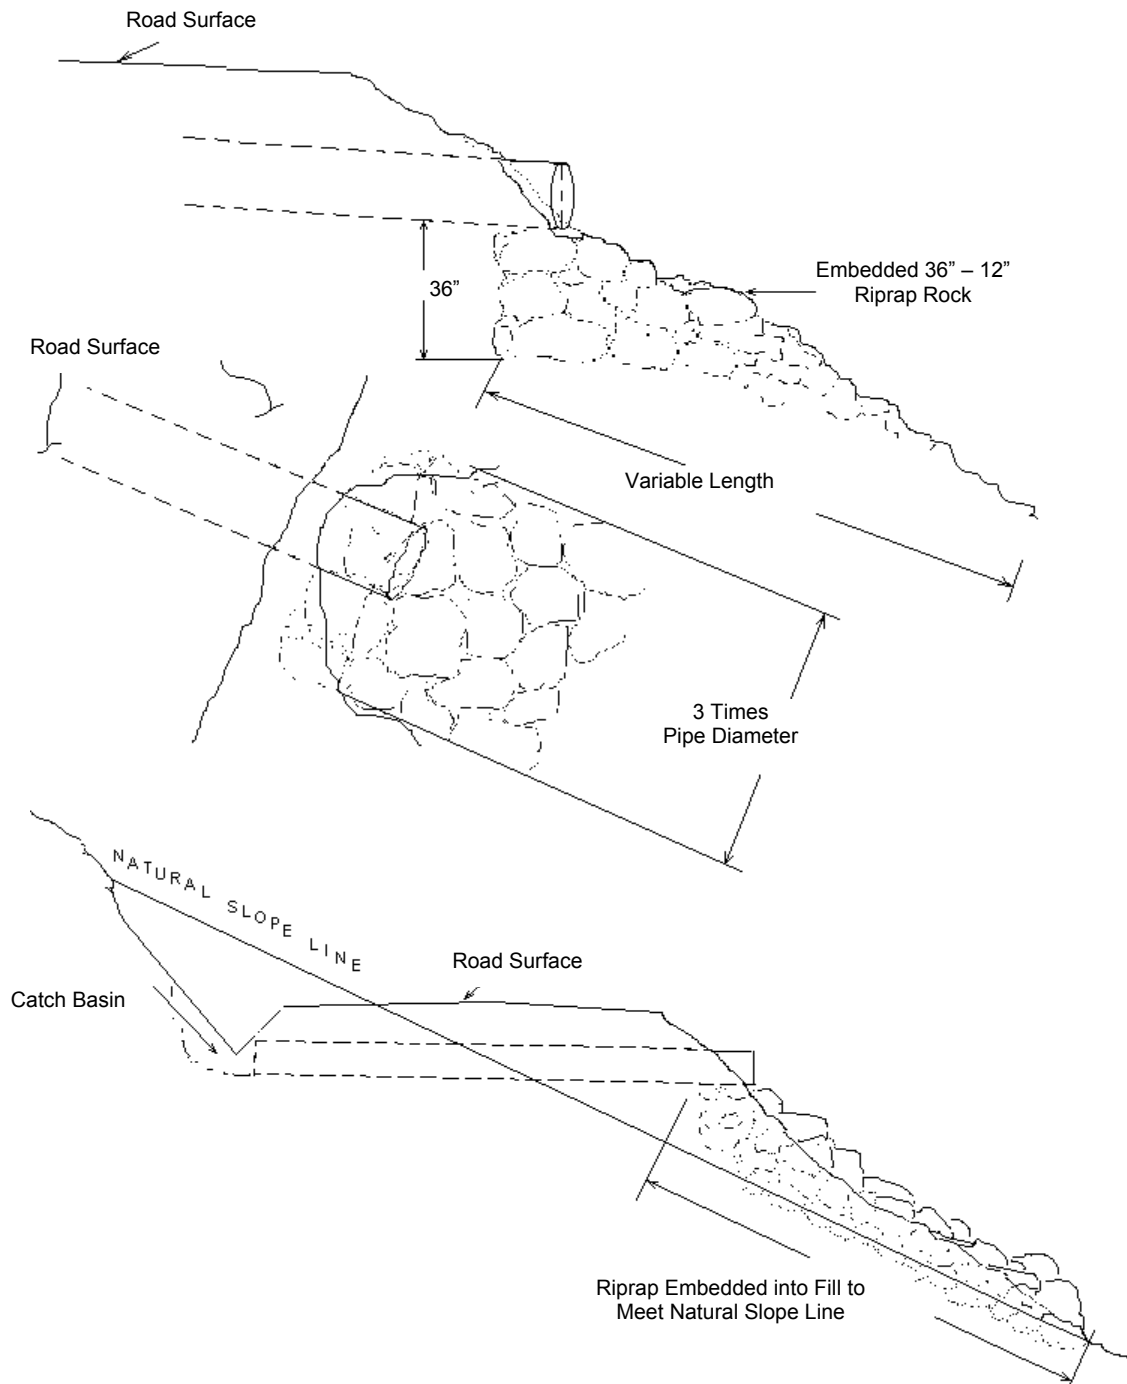 Road Surface
36”
Embedded 36” – 12”
Riprap Rock
Road Surface
Variable Length
3 Times
Pipe Diameter
NATURAL SLOPE LINE
Road Surface
Catch Basin
Riprap Embedded into Fill to
Meet Natural Slope Line